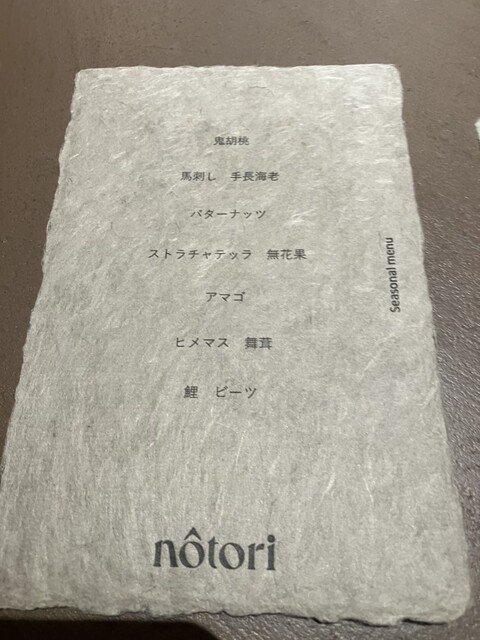 鬼胡桃
馬刺し　手長海老
バターナッツ
ストラチャテッラ　無花果
アマゴ
ヒメマス　舞茸
鯉　ビーツ
Seasonal menu
nôtori